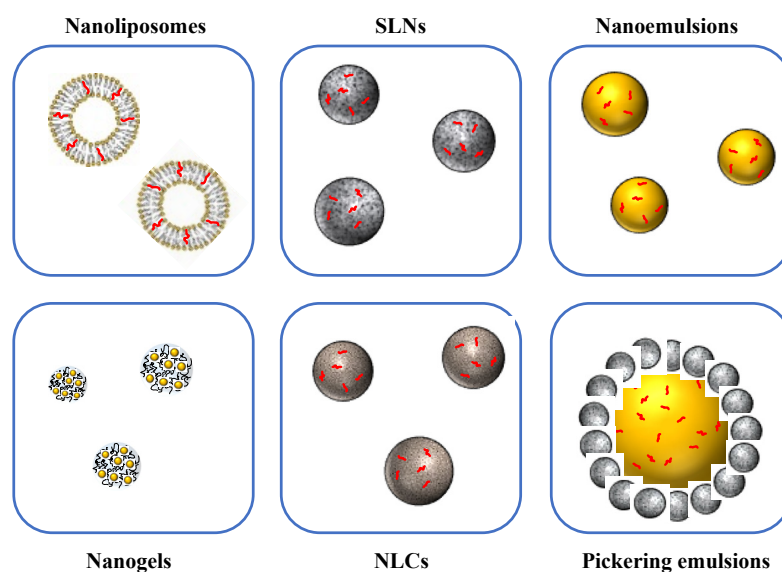 Nanoliposomes
SLNs
Nanoemulsions
Nanogels
NLCs
Pickering emulsions